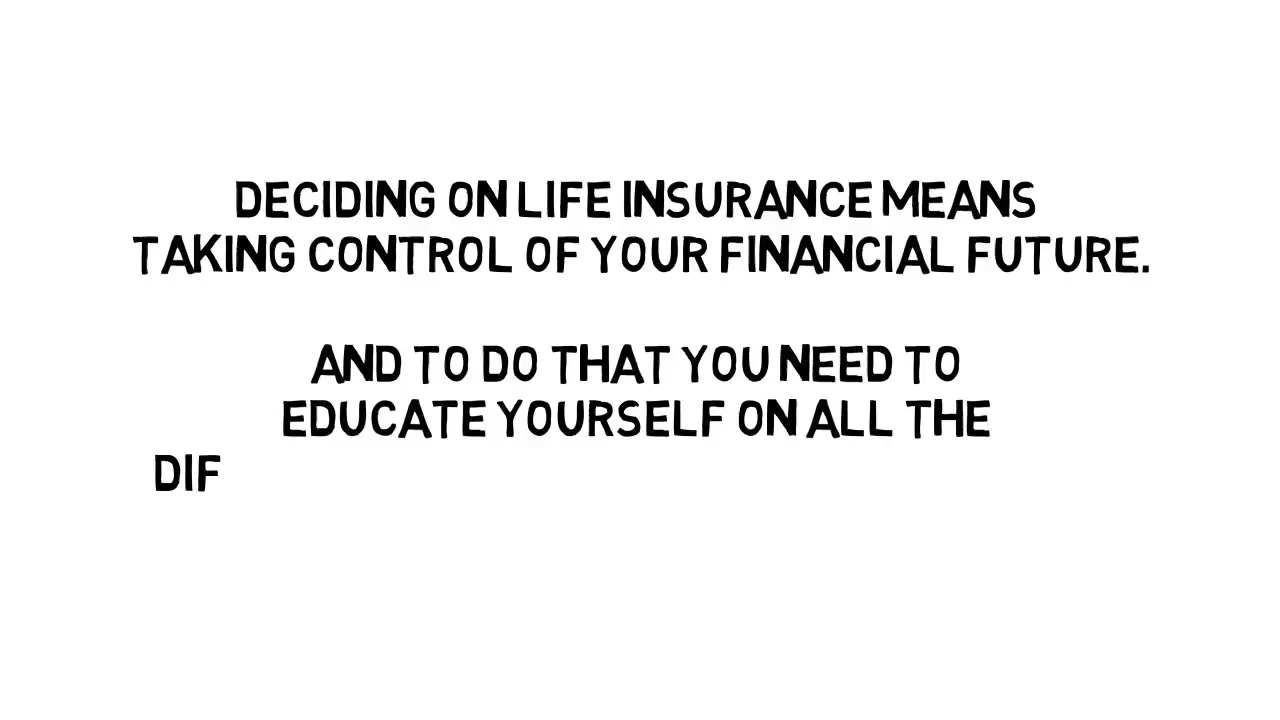 DECIDING ON LIFE INSURANCE MEANS
TAKING CONTROL OF YOUR FINANCIAL FUTURE.
AND TO DO THAT YOU NEED TO
EDUCATE YOURSELF ON ALL THE
DIF